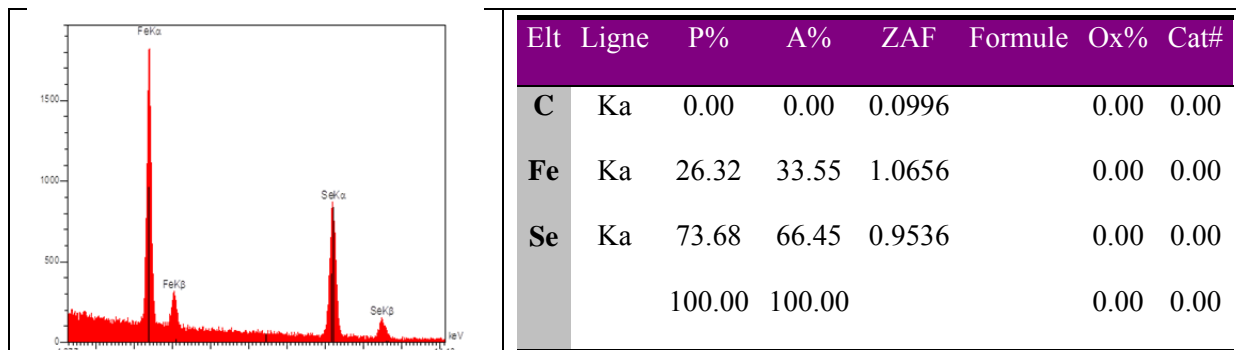 FeKα
1500
1000
SeKα
500
FeKβ
SeKβ
0
keV
Elt Ligne P% A% ZAF Formule Ox% Cat#
C Ka 0.00 0.00 0.0996 0.00 0.00
Fe Ka 26.32 33.55 1.0656 0.00 0.00
Se Ka 73.68 66.45 0.9536 0.00 0.00
100.00 100.00 0.00 0.00